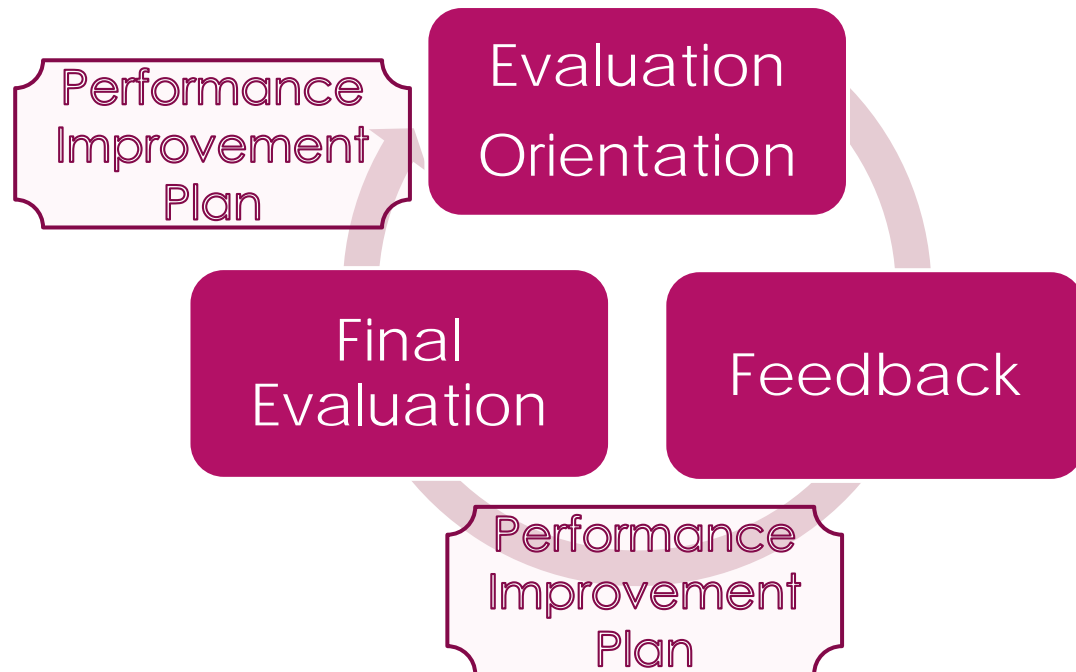 Evaluation
Orientation
Performance
Improvement
Plan
Final
Evaluation
Feedback
Performance
Improvement
Plan